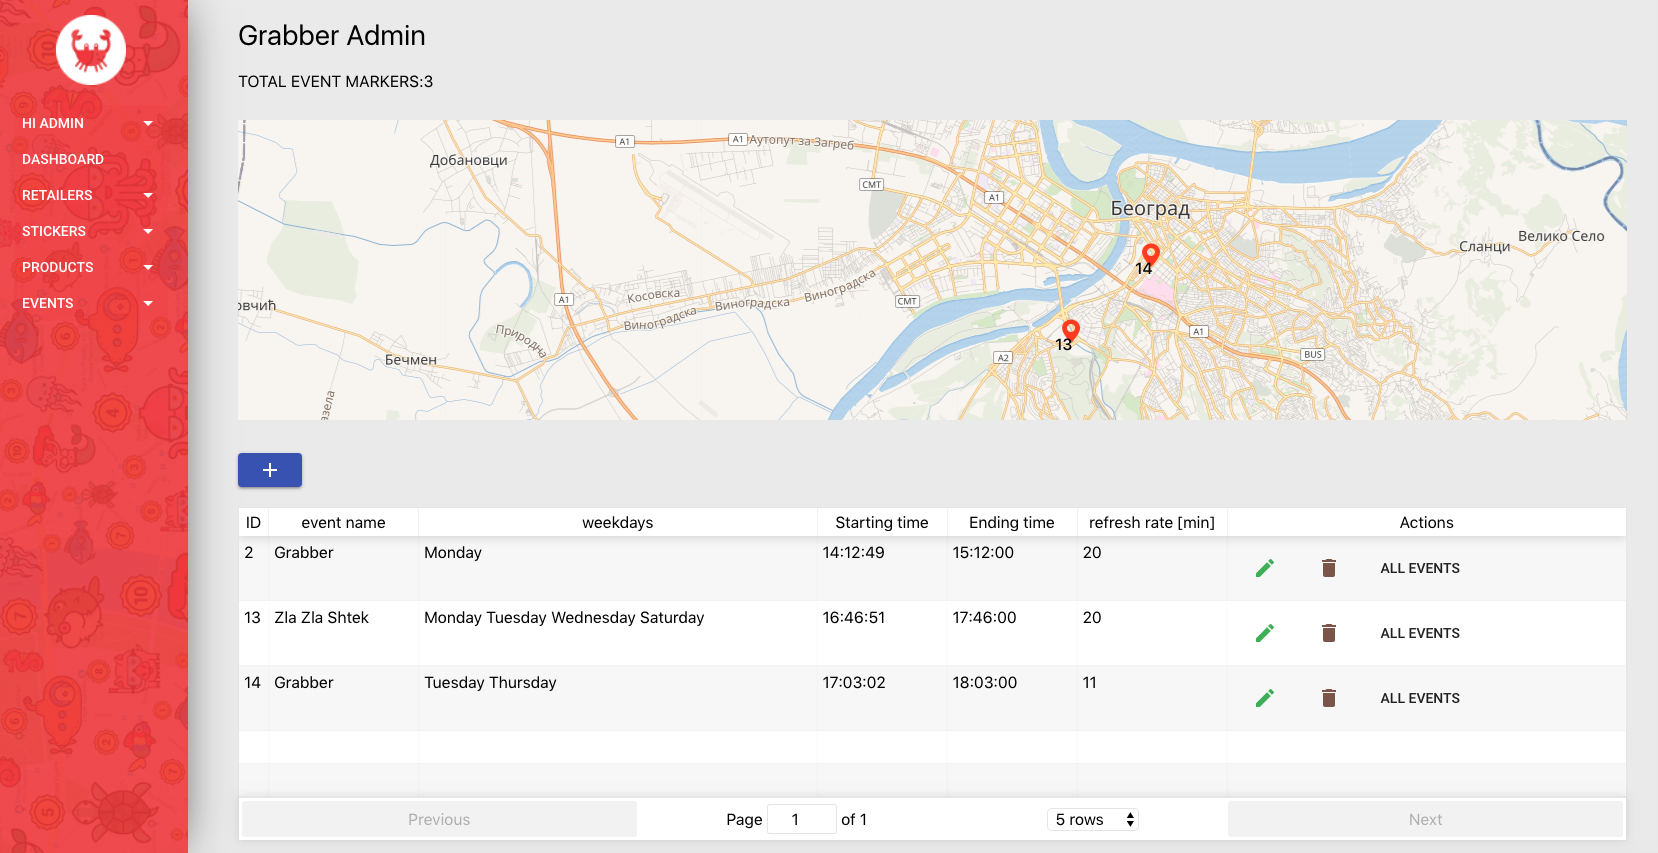 Grabber Admin
TOTAL EVENT MARKERS:3
HI ADMIN
DASHBOARD
RETAILERS
STICKERS
PRODUCTS
EVENTS
A1
A1 Аутопут за Загреб
Добановци
CMT
A1
Београд
Велико Село
Сланци
14
овчић
A1
Косовска
Виноградска
Виноградска
Виноградска
CMT
Природна
13
A1
A2
BUS
Бечмен
азела
+
ID event name weekdays Starting time Ending time refresh rate [min] Actions
2 Grabber Monday 14:12:49 15:12:00 20 ALL EVENTS
13 Zla Zla Shtek Monday Tuesday Wednesday Saturday 16:46:51 17:46:00 20 ALL EVENTS
14 Grabber Tuesday Thursday 17:03:02 18:03:00 11 ALL EVENTS
Previous Page 1 of 1 5 rows Next